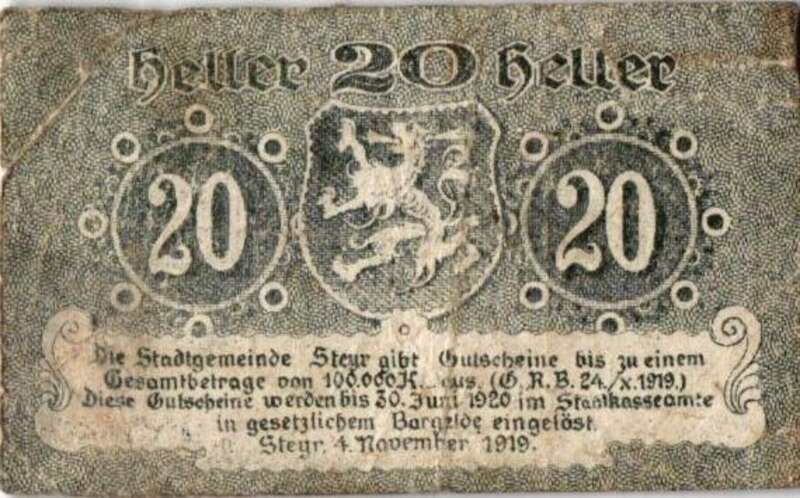 Heller 20 Heller
20
20
Die Stadtgemeinde Steyr gibt Gutscheine bis zu einem
Gesamtbetrage von 100.000 K. aus. (G. R. B. 24./X.1919.)
Diese Gutscheine werden bis 30. Juni 1920 im Stadtkasseamte
in gesetzlichem Bargelde eingelöst.
Steyr, 4. November 1919.